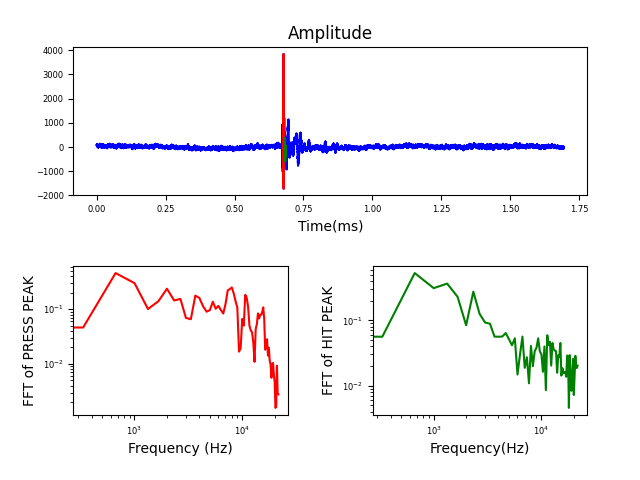 Amplitude
4000
3000
2000
1000
0
−1000
−2000
0.00 0.25 0.50 0.75 1.00 1.25 1.50 1.75
Time(ms)
FFT of PRESS PEAK
10⁻¹
10⁻²
10³ 10⁴
Frequency (Hz)
FFT of HIT PEAK
10⁻¹
10⁻²
10³ 10⁴
Frequency(Hz)